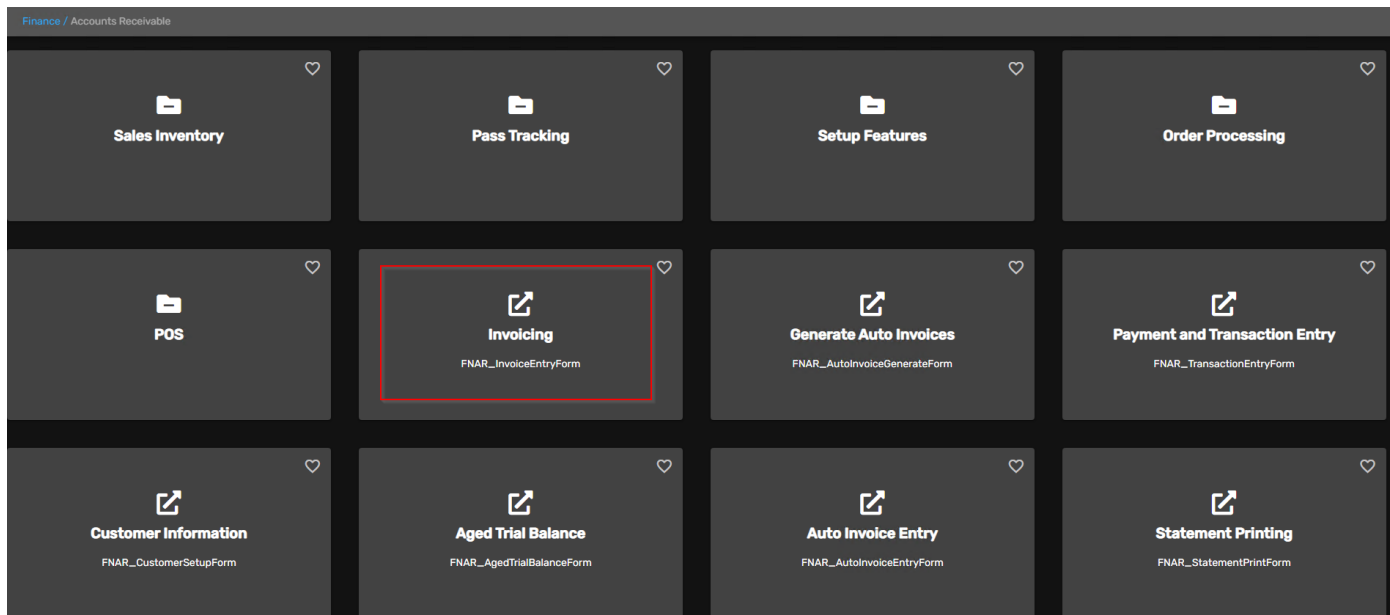 Finance / Accounts Receivable
Sales Inventory
Pass Tracking
Setup Features
Order Processing
POS
Invoicing
FNAR_InvoiceEntryForm
Generate Auto Invoices
FNAR_AutoInvoiceGenerateForm
Payment and Transaction Entry
FNAR_TransactionEntryForm
Customer Information
FNAR_CustomerSetupForm
Aged Trial Balance
FNAR_AgedTrialBalanceForm
Auto Invoice Entry
FNAR_AutoInvoiceEntryForm
Statement Printing
FNAR_StatementPrintForm